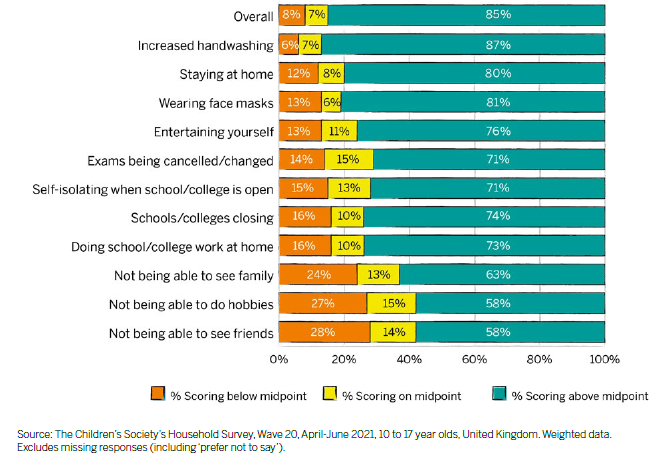 Overall 8% 7% 85%
Increased handwashing 6% 7% 87%
Staying at home 12% 8% 80%
Wearing face masks 13% 6% 81%
Entertaining yourself 13% 11% 76%
Exams being cancelled/changed 14% 15% 71%
Self-isolating when school/college is open 15% 13% 71%
Schools/colleges closing 16% 10% 74%
Doing school/college work at home 16% 10% 73%
Not being able to see family 24% 13% 63%
Not being able to do hobbies 27% 15% 58%
Not being able to see friends 28% 14% 58%
0% 20% 40% 60% 80% 100%
% Scoring below midpoint % Scoring on midpoint % Scoring above midpoint
Source: The Children's Society's Household Survey, Wave 20, April-June 2021, 10 to 17 year olds, United Kingdom. Weighted data.
Excludes missing responses (including 'prefer not to say').